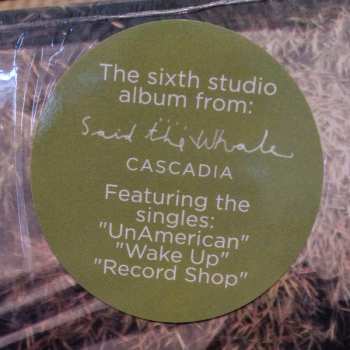 The sixth studio
album from:
Said the Whale
CASCADIA
Featuring the
singles:
"UnAmerican"
"Wake Up"
"Record Shop"